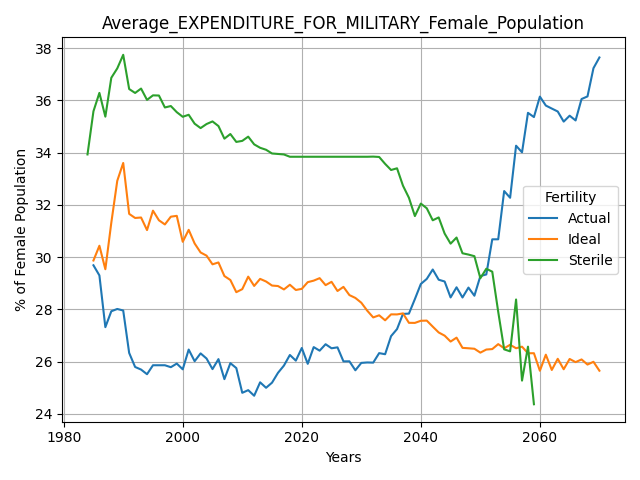 Average_EXPENDITURE_FOR_MILITARY_Female_Population
% of Female Population
38
36
34
32
30
28
26
24
1980
2000
2020
2040
2060
Years
Fertility
Actual
Ideal
Sterile